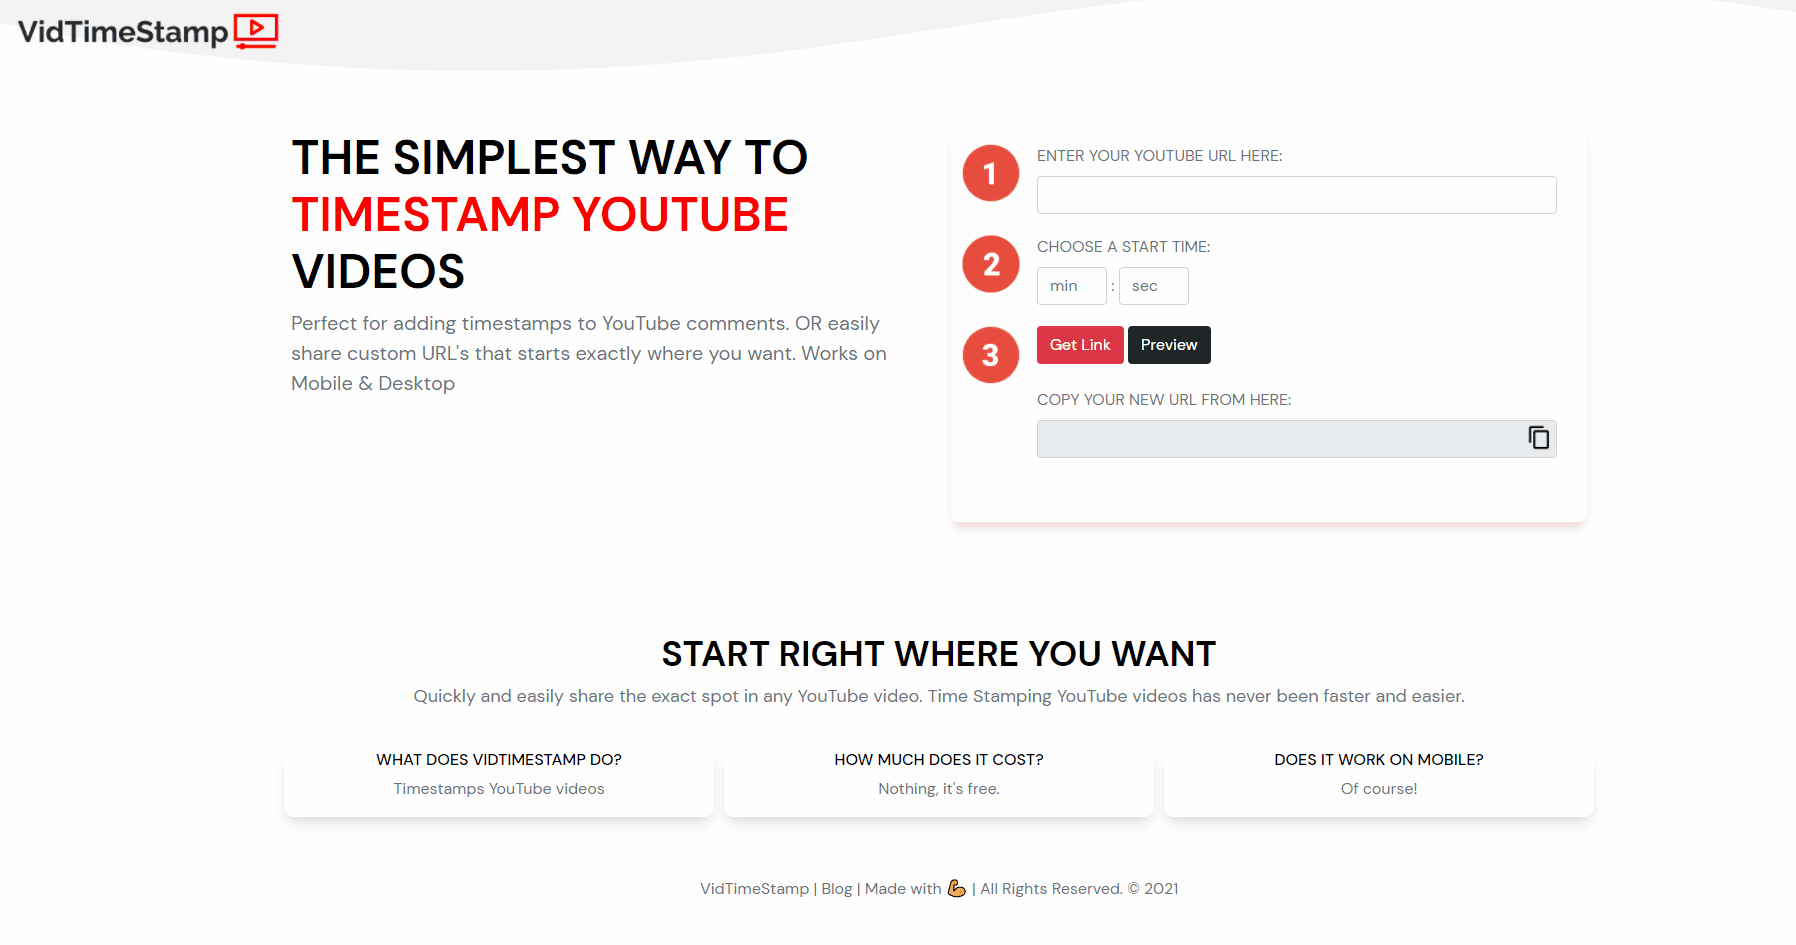 VidTimeStamp
THE SIMPLEST WAY TO
TIMESTAMP YOUTUBE
VIDEOS
Perfect for adding timestamps to YouTube comments. OR easily
share custom URL's that starts exactly where you want. Works on
Mobile & Desktop
1
ENTER YOUR YOUTUBE URL HERE:
2
CHOOSE A START TIME:
min : sec
3
Get Link Preview
COPY YOUR NEW URL FROM HERE:
START RIGHT WHERE YOU WANT
Quickly and easily share the exact spot in any YouTube video. Time Stamping YouTube videos has never been faster and easier.
WHAT DOES VIDTIMESTAMP DO?
Timestamps YouTube videos
HOW MUCH DOES IT COST?
Nothing, it's free.
DOES IT WORK ON MOBILE?
Of course!
VidTimeStamp | Blog | Made with 💪 | All Rights Reserved. © 2021